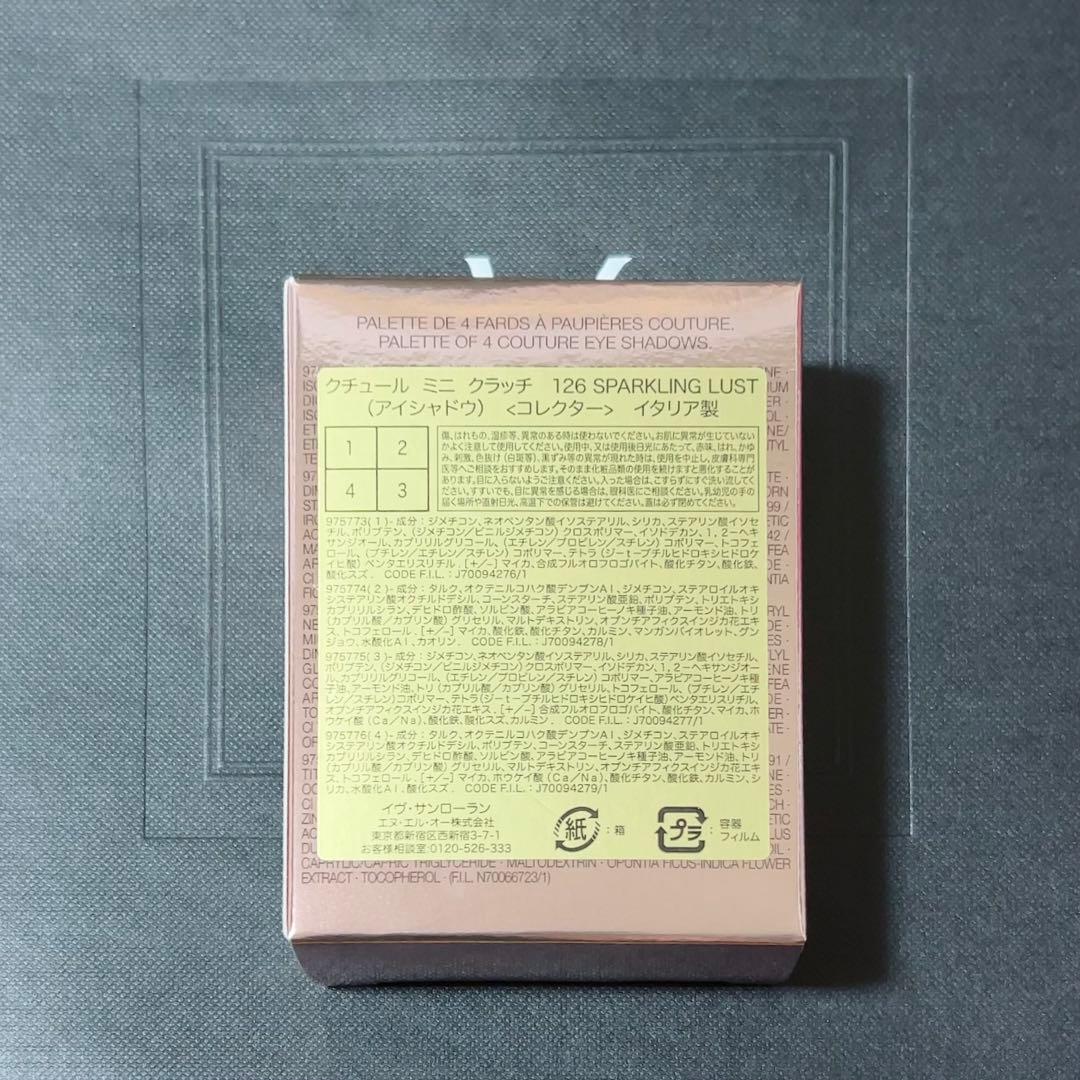 PALETTE DE 4 FARDS À PAUPIÈRES COUTURE.
PALETTE OF 4 COUTURE EYE SHADOWS.
クチュール ミニ クラッチ 126 SPARKLING LUST
(アイシャドウ) <コレクター> イタリア製
1 2
4 3
傷、はれもの、湿疹等、異常のある時は使わないでください。お肌に異常が生じていない
かよく注意して使用してください。使用中、又は使用後日光にあたって、赤味、はれ、かゆ
み、刺激、色抜け(白斑等)、黒ずみ等の異常が現れた時は、使用を中止し、皮膚科専門
医等へご相談をおすすめします。そのまま化粧品類の使用を続けますと悪化することが
あります。目に入らないようご注意ください。入った場合は、こすらずにすぐ洗い流してく
ださい。すすいでも、目に異常を感じる場合は、眼科医にご相談ください。乳幼児の手の
届く場所や直射日光、高温下での保管は避けてください。蓋は必ず閉めてください。
975773(1)-成分:ジメチコン、ネオペンタン酸イソステアリル、シリカ、ステアリン酸イソセ
チル、ポリブテン、(ジメチコン/ビニルジメチコン)クロスポリマー、イソドデカン、1,2-ヘキ
サンジオール、カプリリルグリコール、(エチレン/プロピレン/スチレン)コポリマー、トコフェ
ロール、(ブチレン/エチレン/スチレン)コポリマー、テトラ(ジ-t-ブチルヒドロキシヒドロケ
イヒ酸)ペンタエリスリチル.[+/-]マイカ、合成フルオロフロゴパイト、酸化チタン、酸化鉄、
酸化スズ. CODE F.I.L.:J70094276/1
975774(2)-成分:タルク、オクテニルコハク酸デンプンAl、ジメチコン、ステアロイルオキ
システアリン酸オクチルドデシル、コーンスターチ、ステアリン酸亜鉛、ポリブテン、トリエトキシ
カプリリルシラン、デヒドロ酢酸、ソルビン酸、アラビアコーヒーノキ種子油、アーモンド油、トリ
(カプリル酸/カプリン酸)グリセリル、マルトデキストリン、オプンチアフィクスインジカ花エキ
ス、トコフェロール.[+/-]マイカ、酸化鉄、酸化チタン、カルミン、マンガンバイオレット、グン
ジョウ、水酸化Al、カオリン. CODE F.I.L.:J70094278/1
975775(3)-成分:ジメチコン、ネオペンタン酸イソステアリル、シリカ、ステアリン酸イソセチル、
ポリブテン、(ジメチコン/ビニルジメチコン)クロスポリマー、イソドデカン、1,2-ヘキサンジオー
ル、カプリリルグリコール、(エチレン/プロピレン/スチレン)コポリマー、アラビアコーヒーノキ種
子油、アーモンド油、トリ(カプリル酸/カプリン酸)グリセリル、トコフェロール、(ブチレン/エチレ
ン/スチレン)コポリマー、テトラ(ジ-t-ブチルヒドロキシヒドロケイヒ酸)ペンタエリスリチル、
オプンチアフィクスインジカ花エキス.[+/-]合成フルオロフロゴパイト、酸化チタン、マイカ、ホ
ウケイ酸(Ca/Na)、酸化鉄、酸化スズ、カルミン. CODE F.I.L.:J70094277/1
975776(4)-成分:タルク、オクテニルコハク酸デンプンAl、ジメチコン、ステアロイルオキ
システアリン酸オクチルドデシル、ポリブテン、コーンスターチ、ステアリン酸亜鉛、トリエトキシ
カプリリルシラン、デヒドロ酢酸、ソルビン酸、アラビアコーヒーノキ種子油、アーモンド油、トリ
(カプリル酸/カプリン酸)グリセリル、マルトデキストリン、オプンチアフィクスインジカ花エキ
ス、トコフェロール.[+/-]マイカ、ホウケイ酸(Ca/Na)、酸化チタン、酸化鉄、カルミン、シ
リカ、水酸化Al、酸化スズ. CODE F.I.L.:J70094279/1
イヴ・サンローラン
エヌ・エル・オー株式会社
東京都新宿区西新宿3-7-1
お客様相談室:0120-526-333
紙 :箱
プラ :容器
フィルム
CAPRYLIC/CAPRIC TRIGLYCERIDE · MALTODEXTRIN · OPUNTIA FICUS-INDICA FLOWER
EXTRACT · TOCOPHEROL · (F.I.L. N70066723/1)